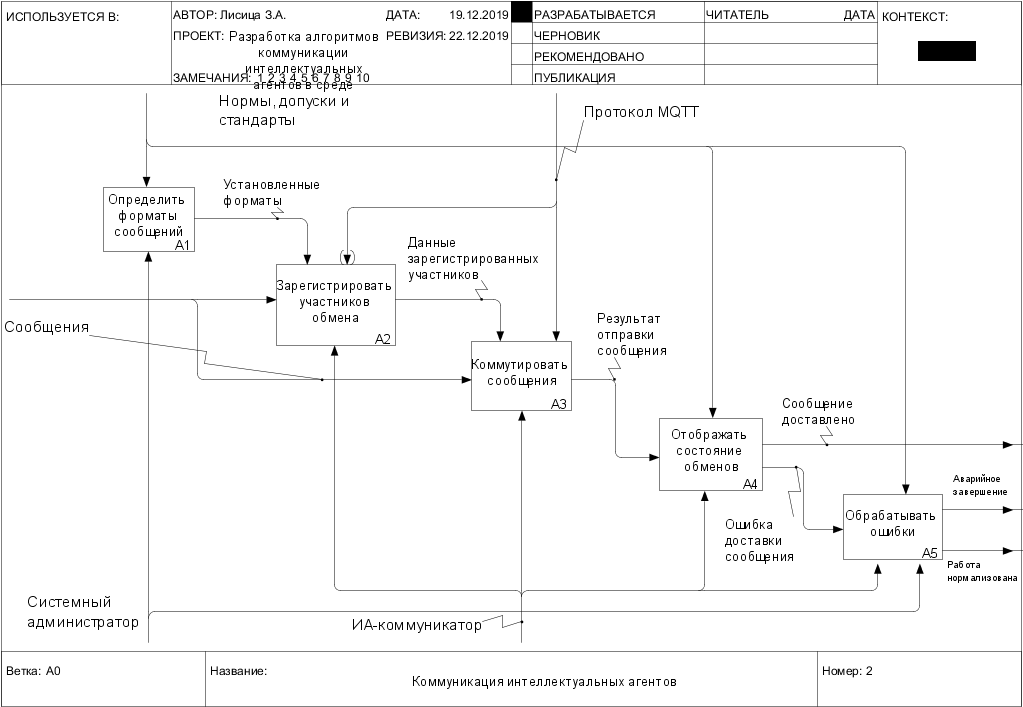 ИСПОЛЬЗУЕТСЯ В:
АВТОР: Лисица З.А.
ДАТА: 19.12.2019
ПРОЕКТ: Разработка алгоритмов
коммуникации
интеллектуальных
агентов в среде
РЕВИЗИЯ: 22.12.2019
ЗАМЕЧАНИЯ: 1 2 3 4 5 6 7 8 9 10
РАЗРАБАТЫВАЕТСЯ
ЧЕРНОВИК
РЕКОМЕНДОВАНО
ПУБЛИКАЦИЯ
ЧИТАТЕЛЬ
ДАТА
КОНТЕКСТ:
Нормы, допуски и
стандарты
Протокол MQTT
Определить
форматы
сообщений
A1
Установленные
форматы
Зарегистрировать
участников
обмена
A2
Данные
зарегистрированных
участников
Сообщения
Коммутировать
сообщения
A3
Результат
отправки
сообщения
Отображать
состояние
обменов
A4
Сообщение
доставлено
Ошибка
доставки
сообщения
Обрабатывать
ошибки
A5
Аварийное
завершение
Работа
нормализована
Системный
администратор
ИА-коммуникатор
Ветка: A0
Название:
Коммуникация интеллектуальных агентов
Номер: 2